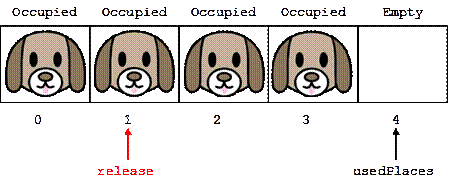 Occupied Occupied Occupied Occupied Empty
0 1 2 3 4
release usedPlaces